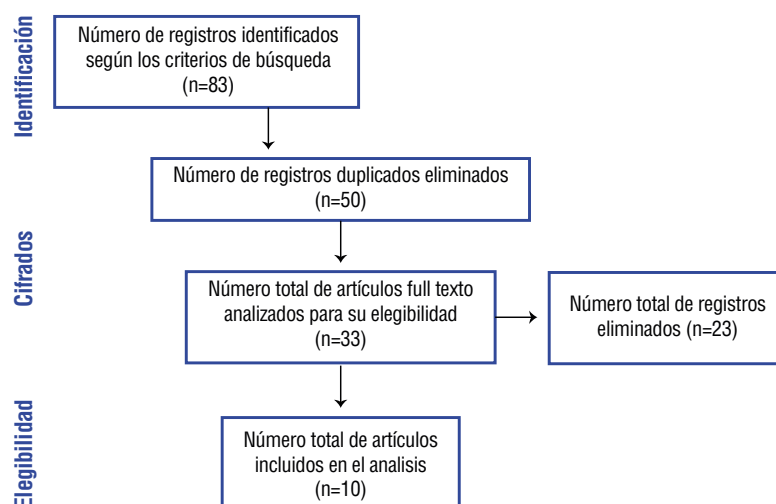 Identificación
Número de registros identificados
según los criterios de búsqueda
(n=83)
Número de registros duplicados eliminados
(n=50)
Cifrados
Número total de artículos full texto
analizados para su elegibilidad
(n=33)
Número total de registros
eliminados (n=23)
Elegibilidad
Número total de artículos
incluidos en el analisis
(n=10)